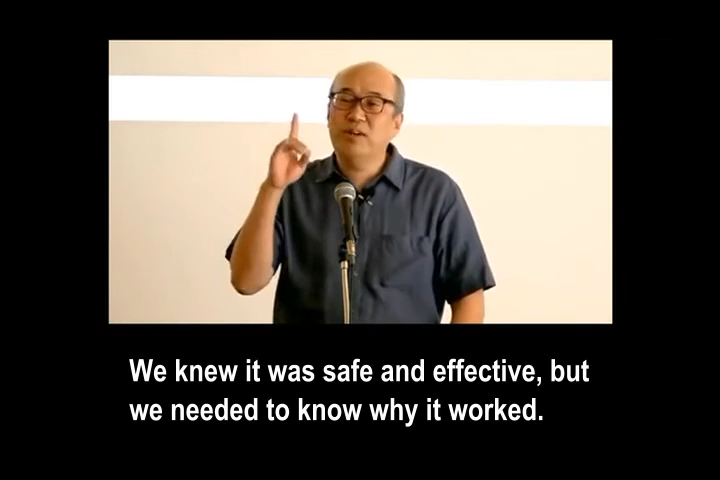 We knew it was safe and effective, but
we needed to know why it worked.